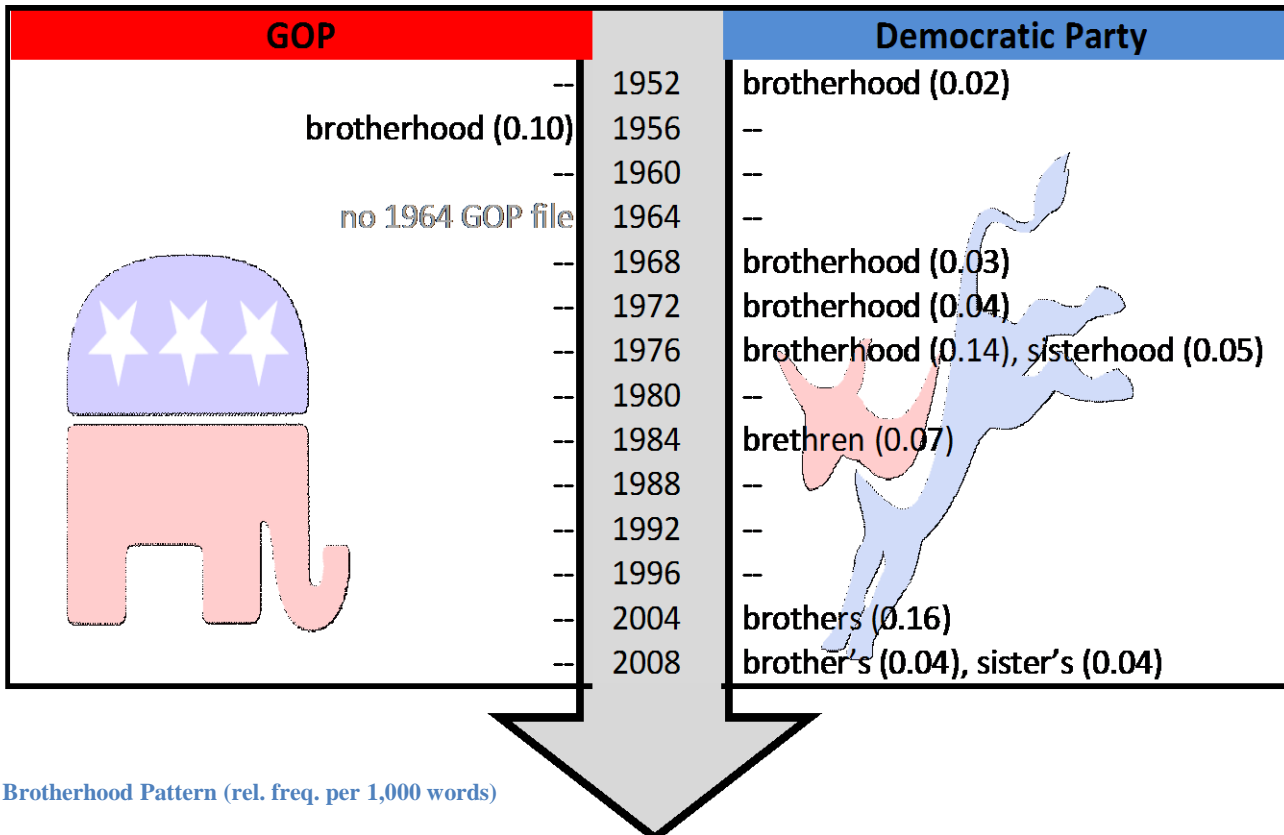 GOP Democratic Party
-- 1952 brotherhood (0.02)
brotherhood (0.10) 1956 --
-- 1960 --
no 1964 GOP file 1964 --
-- 1968 brotherhood (0.03)
-- 1972 brotherhood (0.04)
-- 1976 brotherhood (0.14), sisterhood (0.05)
-- 1980 --
-- 1984 brethren (0.07)
-- 1988 --
-- 1992 --
-- 1996 --
-- 2004 brothers (0.16)
-- 2008 brother's (0.04), sister's (0.04)
Brotherhood Pattern (rel. freq. per 1,000 words)